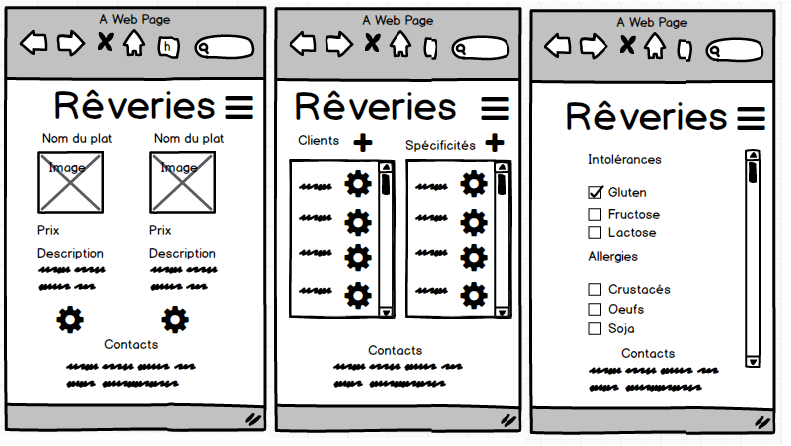 A Web Page
h
Rêveries
Nom du plat Nom du plat
Image Image
Prix Prix
Description Description
Contacts
A Web Page
Rêveries
Clients Spécificités
Contacts
A Web Page
Rêveries
Intolérances
Gluten
Fructose
Lactose
Allergies
Crustacés
Oeufs
Soja
Contacts